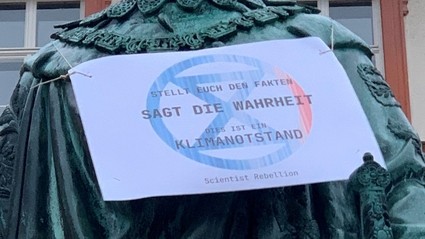 STELLT EUCH DEN FAKTEN
SAGT DIE WAHRHEIT
DIES IST EIN
KLIMANOTSTAND
Scientist Rebellion